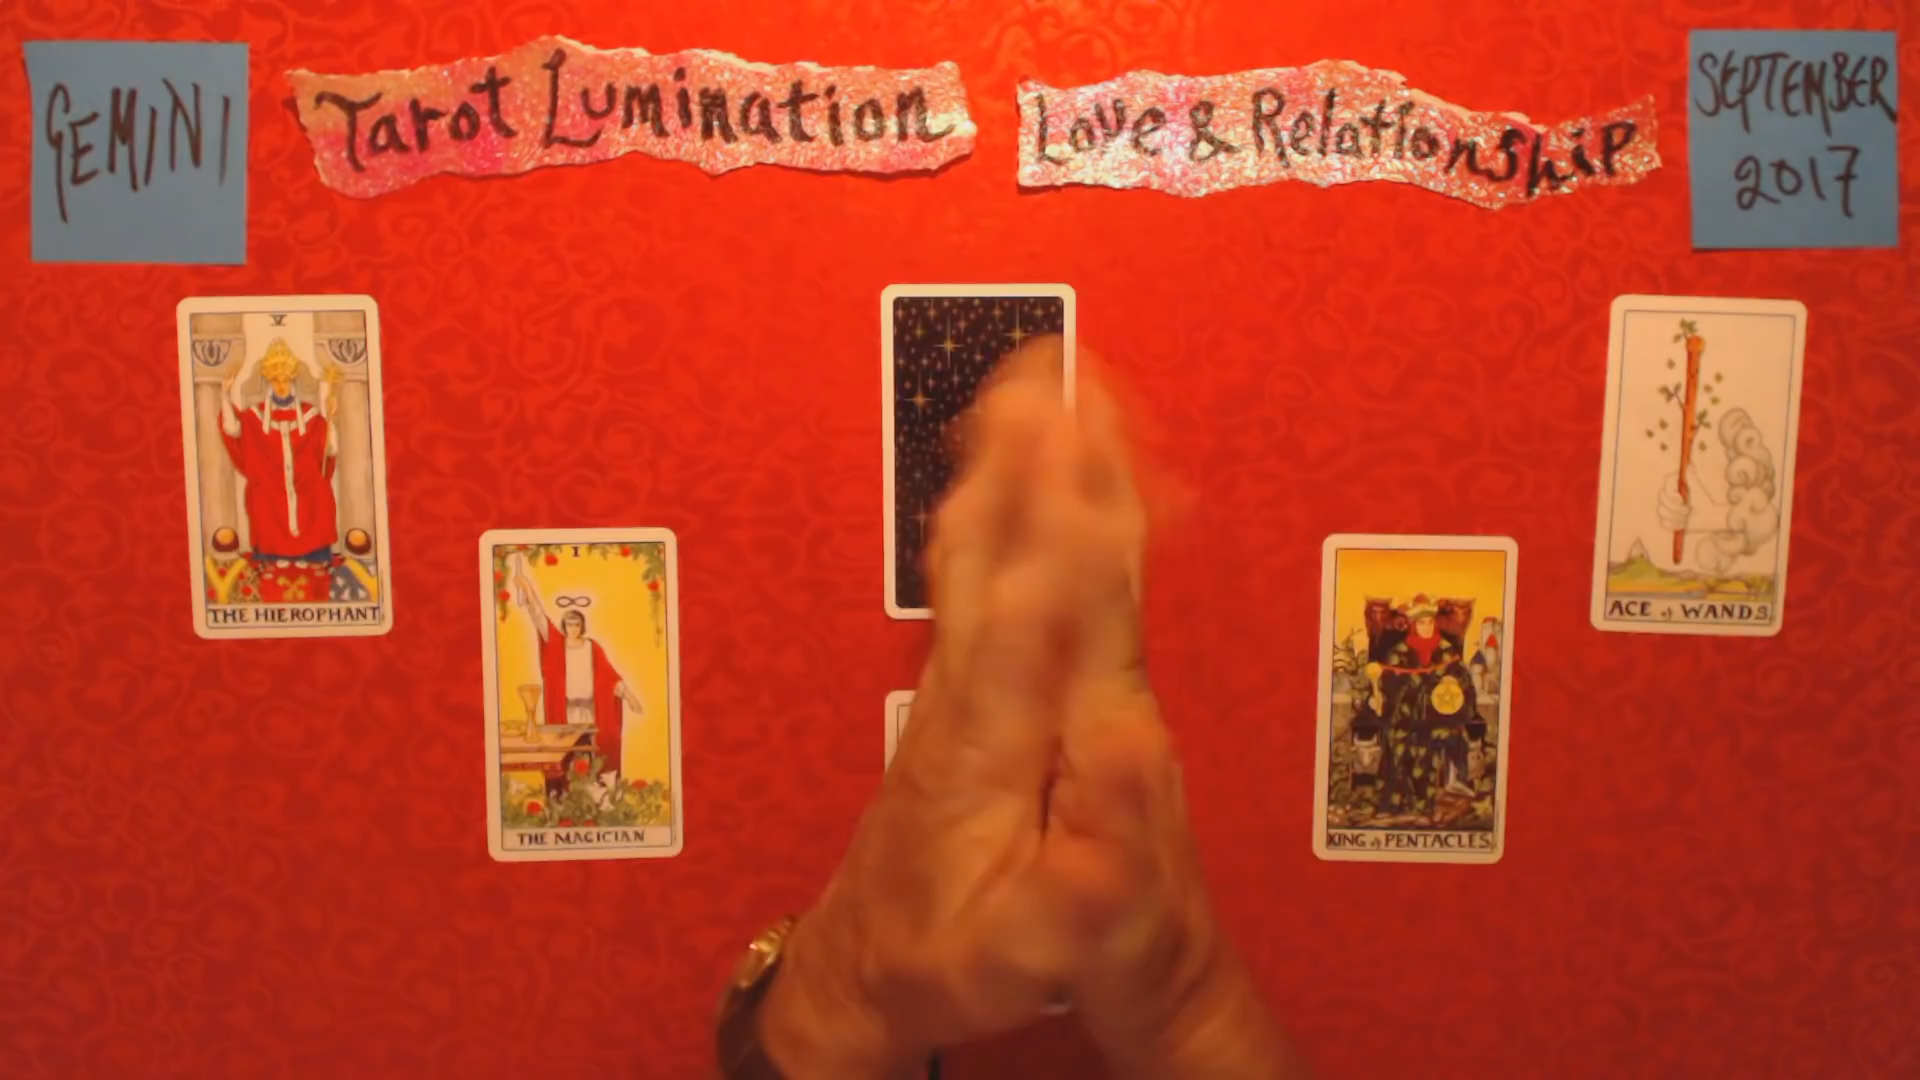 GEMINI
Tarot Lumination
Love & Relationship
SEPTEMBER
2017
V
THE HIEROPHANT
I
THE MAGICIAN
KING of PENTACLES
ACE of WANDS